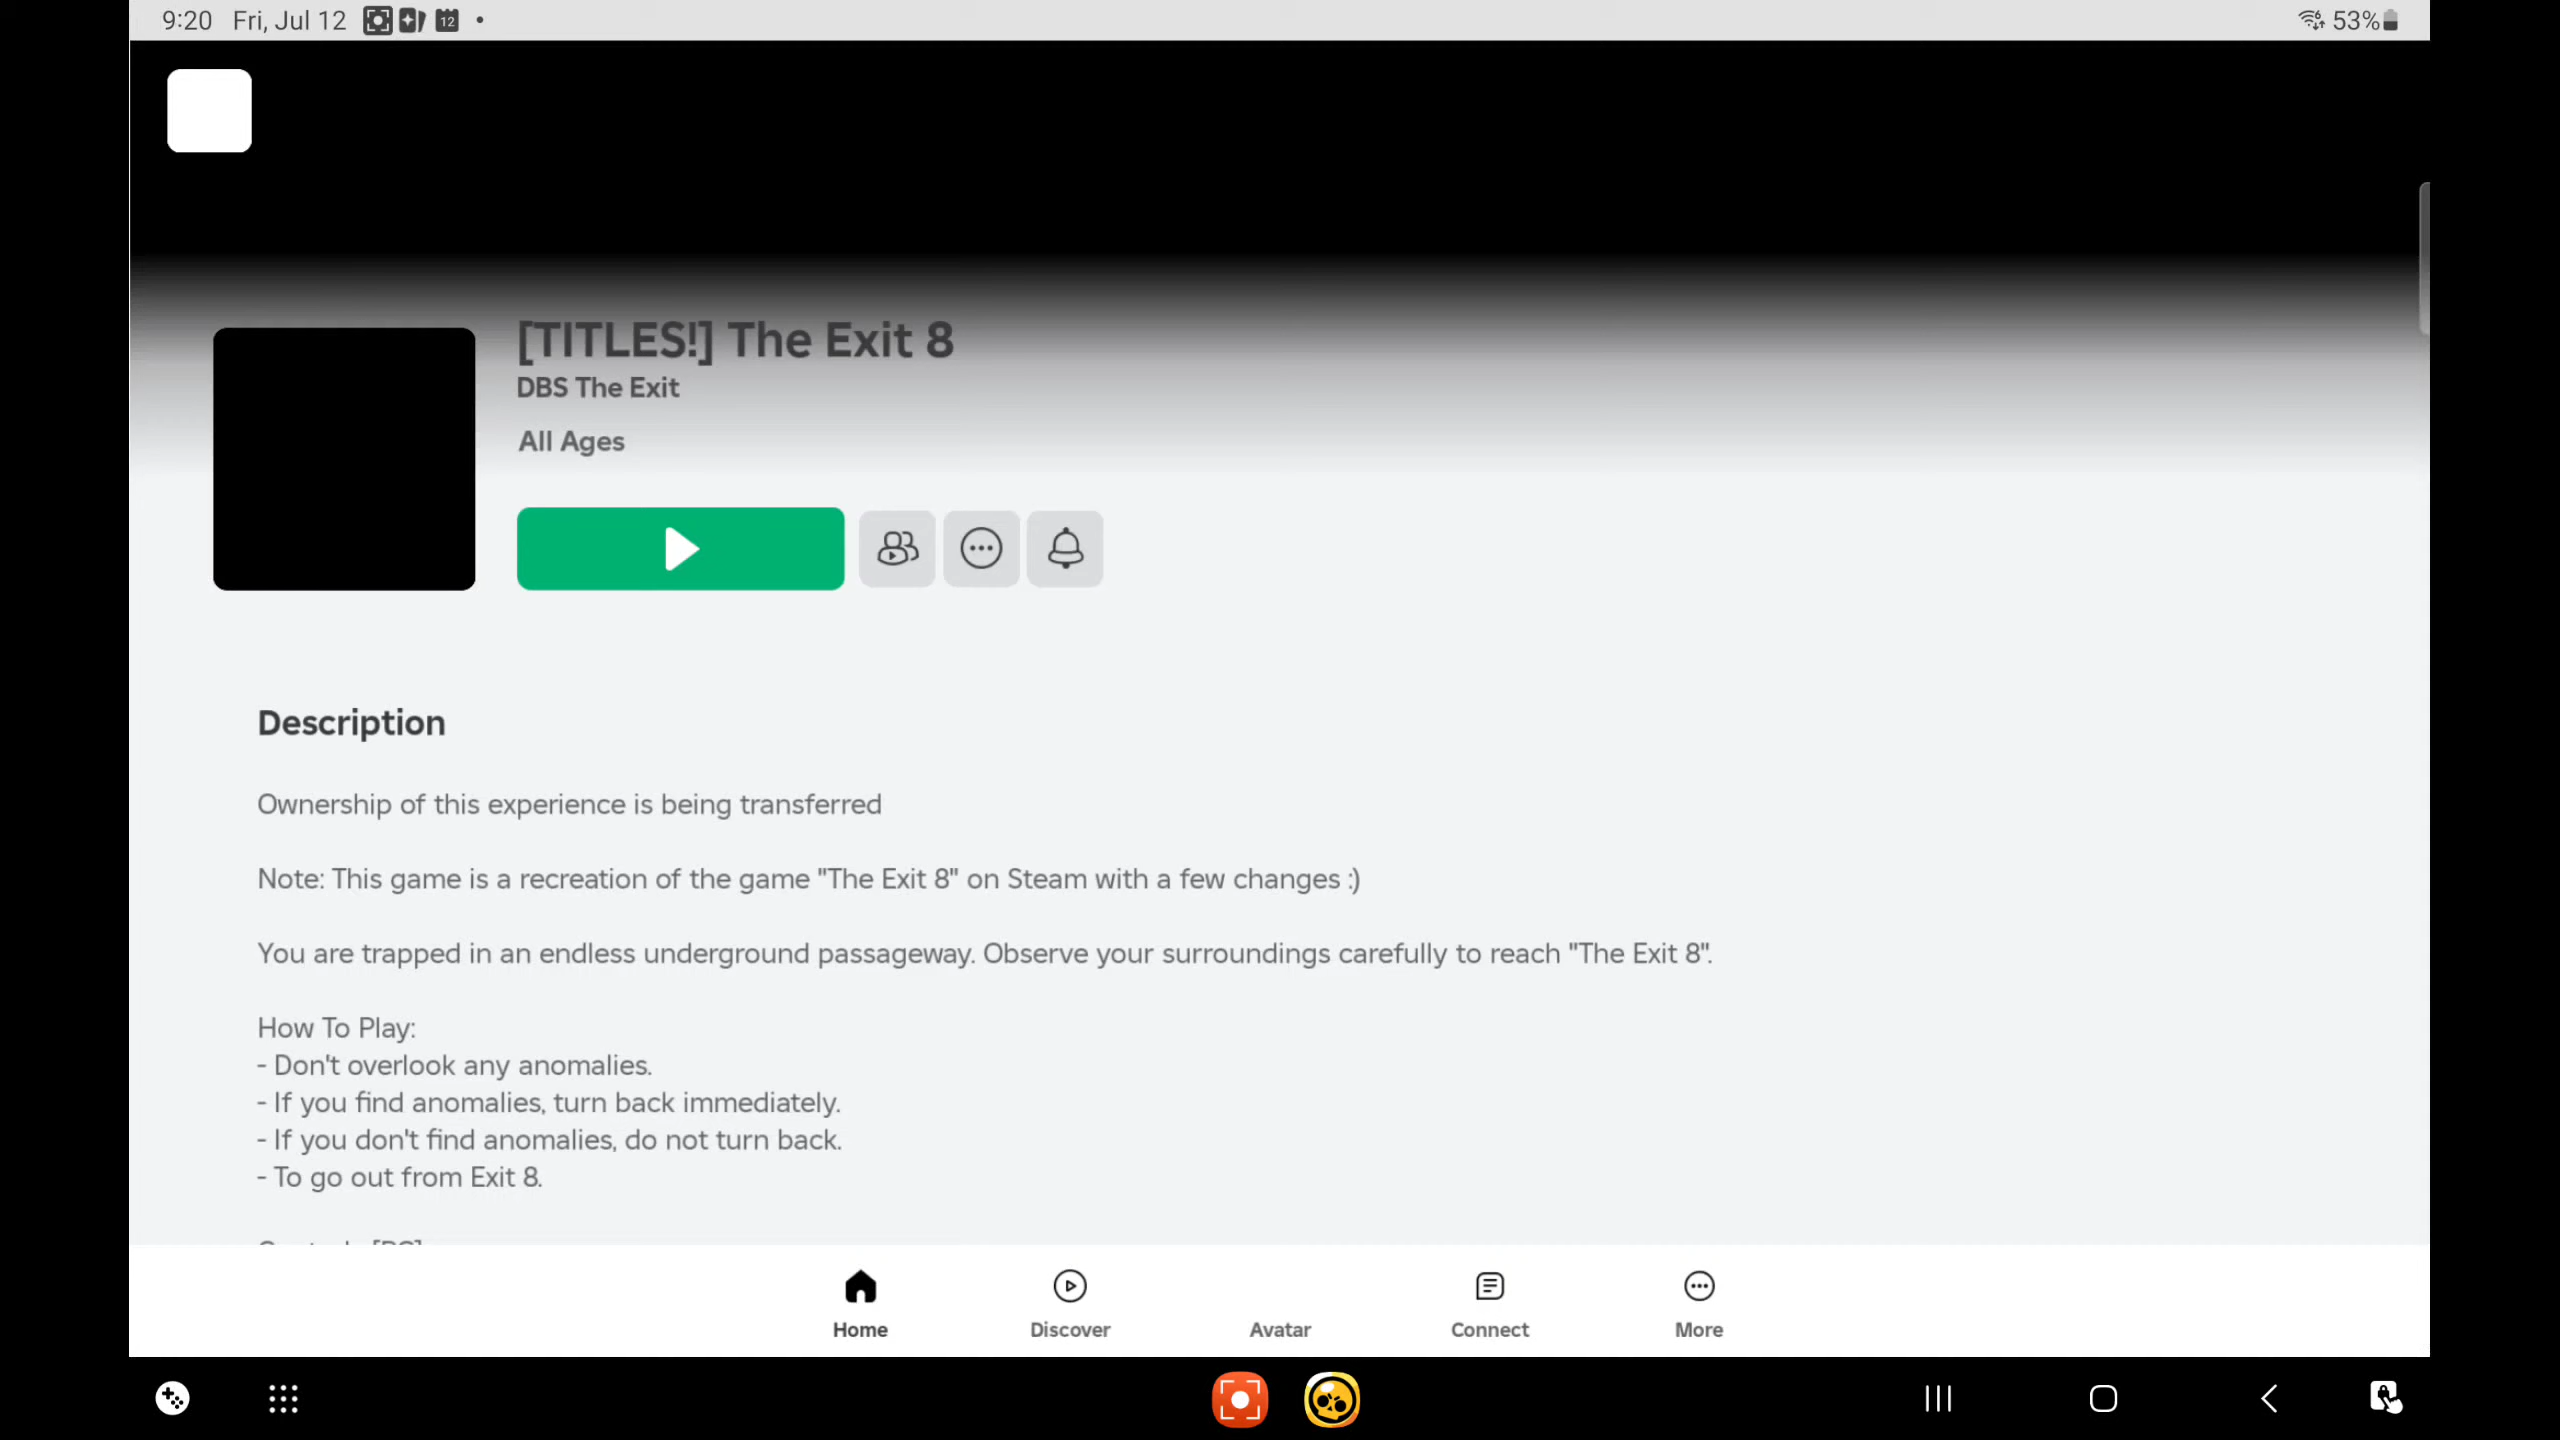 9:20 Fri, Jul 12 12 53%
[TITLES!] The Exit 8
DBS The Exit
All Ages
Description
Ownership of this experience is being transferred
Note: This game is a recreation of the game "The Exit 8" on Steam with a few changes :)
You are trapped in an endless underground passageway. Observe your surroundings carefully to reach "The Exit 8".
How To Play:
- Don't overlook any anomalies.
- If you find anomalies, turn back immediately.
- If you don't find anomalies, do not turn back.
- To go out from Exit 8.
Home Discover Avatar Connect More